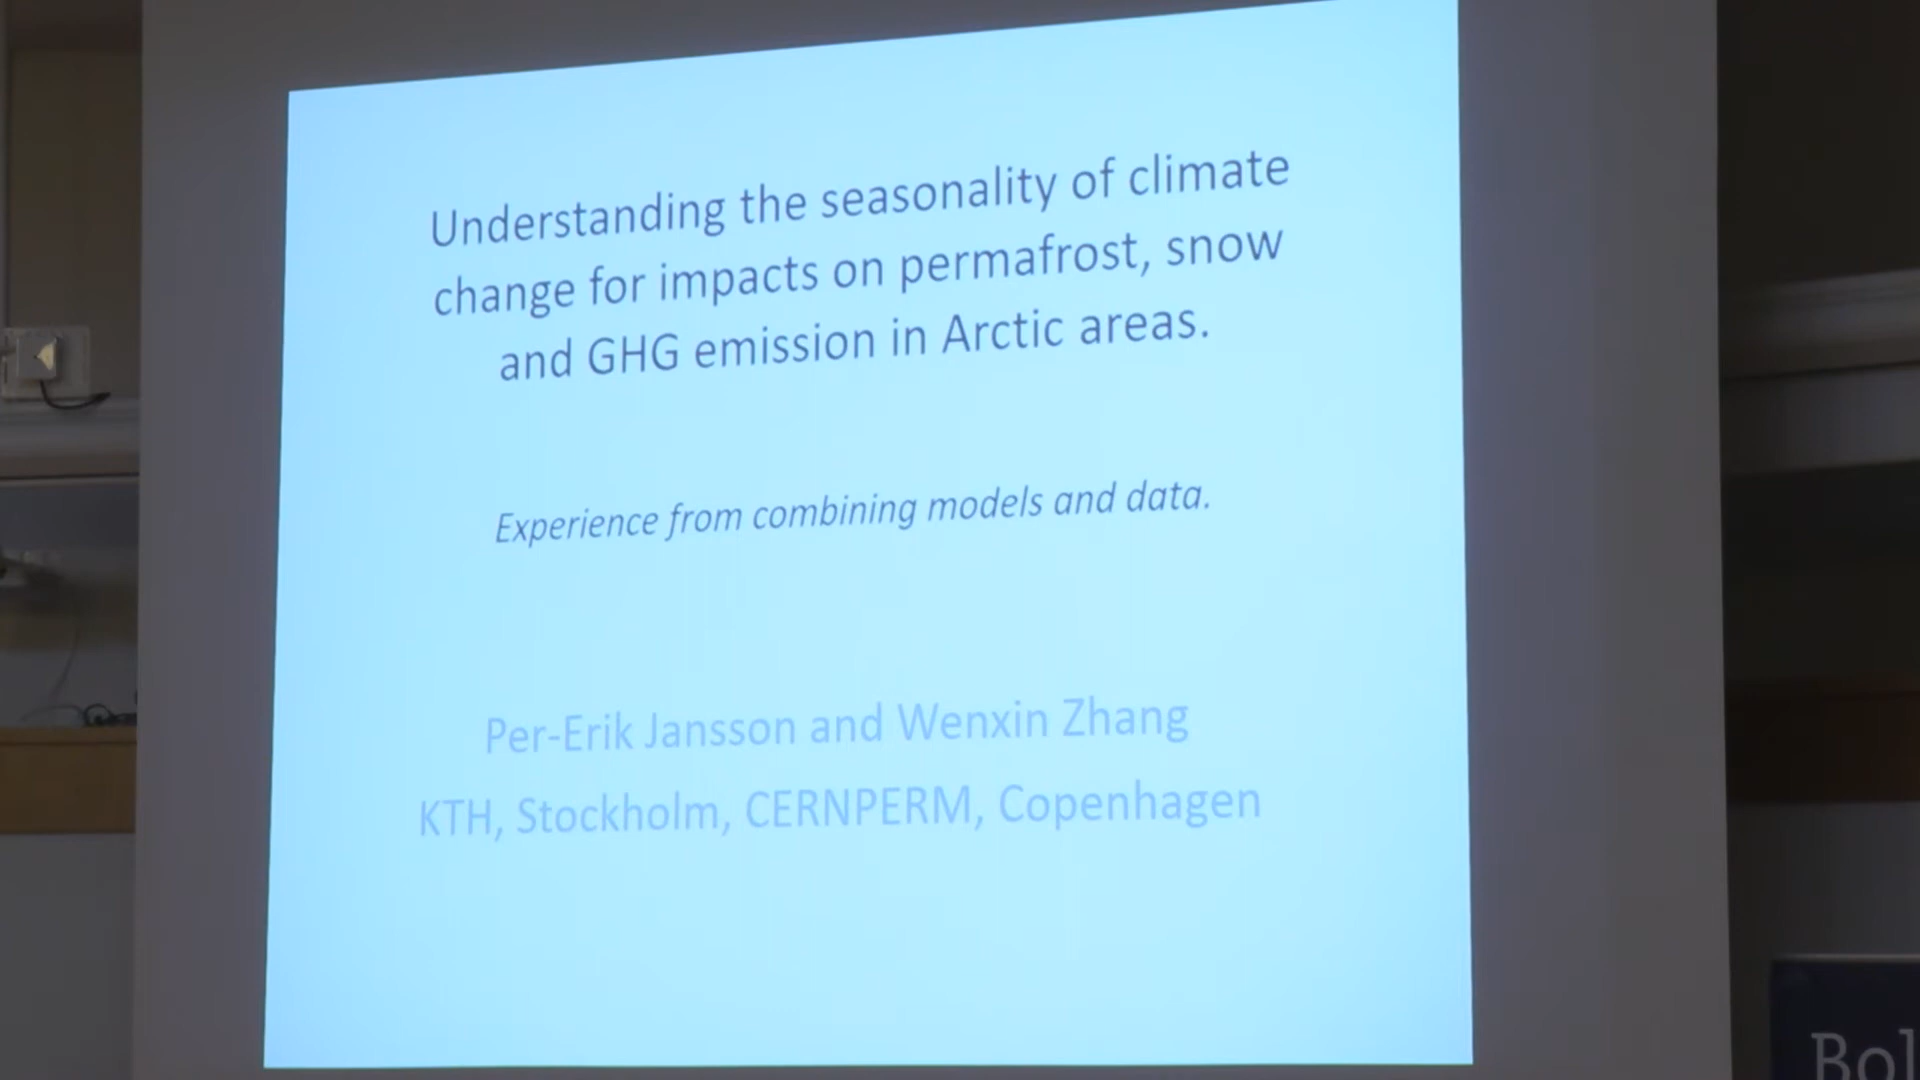 Understanding the seasonality of climate
change for impacts on permafrost, snow
and GHG emission in Arctic areas.
Experience from combining models and data.
Per-Erik Jansson and Wenxin Zhang
KTH, Stockholm, CERNPERM, Copenhagen